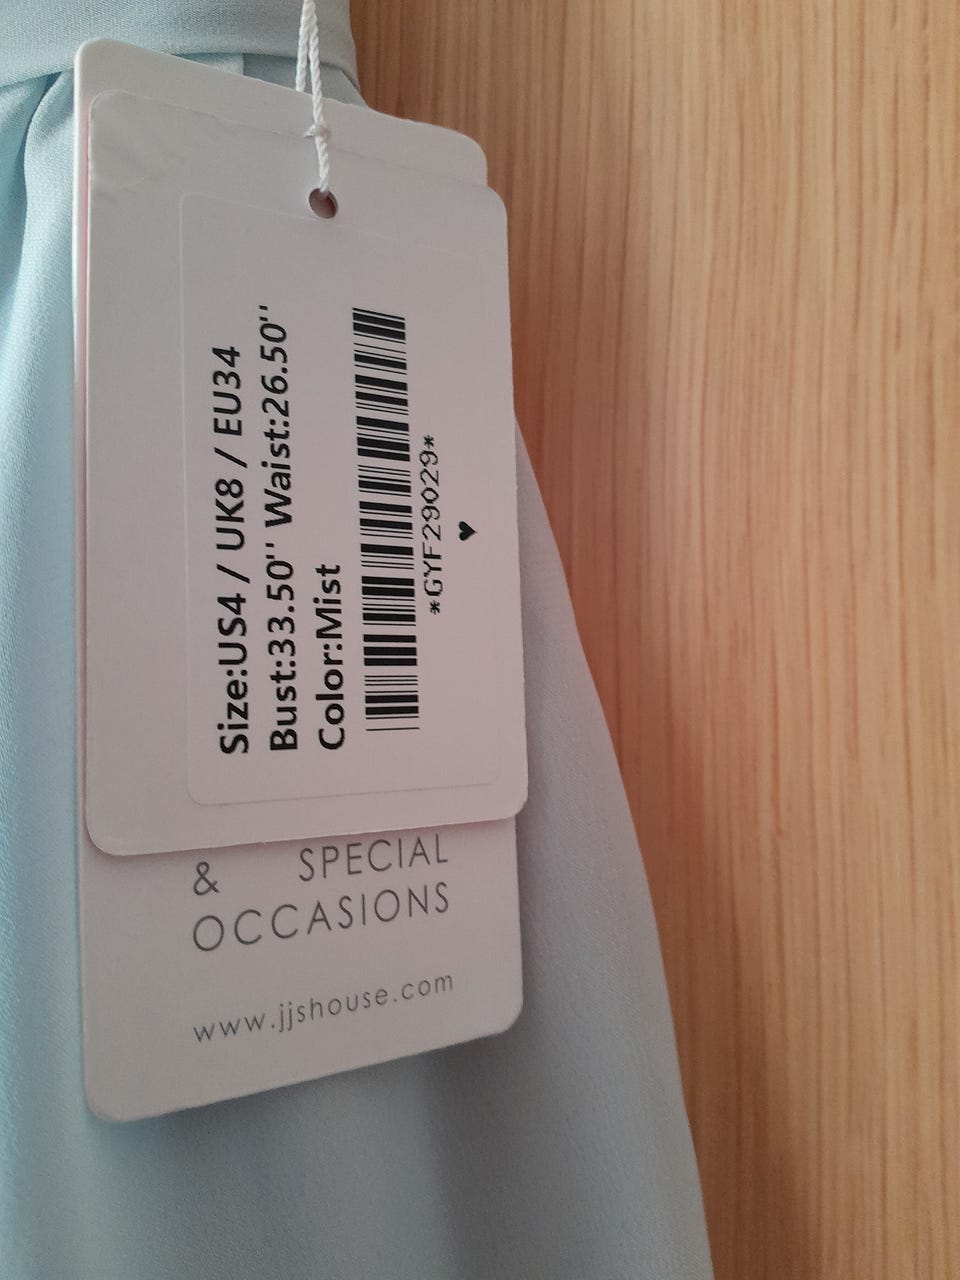 Size:US4 / UK8 / EU34
Bust:33.50'' Waist:26.50''
Color:Mist
*GYF29029*
& SPECIAL
OCCASIONS
www.jjshouse.com